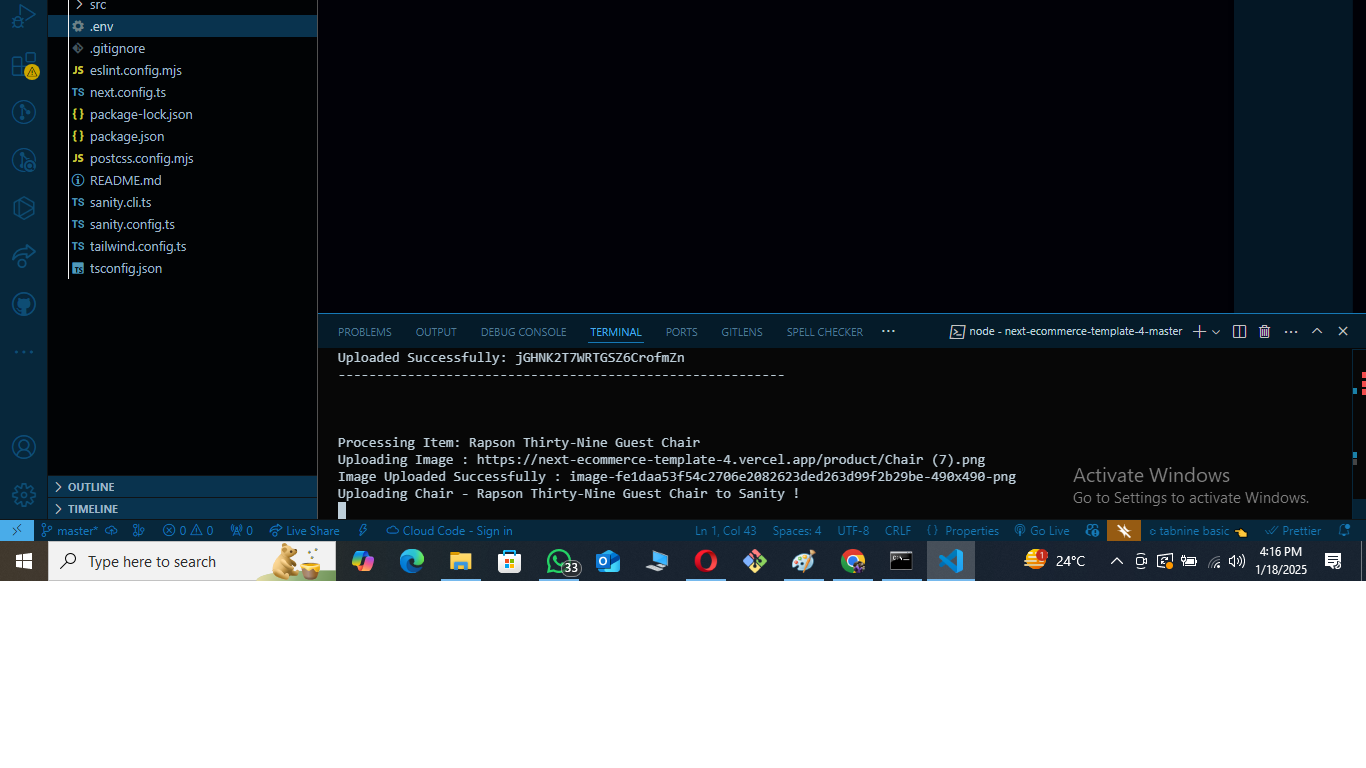 src
.env
.gitignore
JS eslint.config.mjs
TS next.config.ts
{} package-lock.json
{} package.json
JS postcss.config.mjs
README.md
TS sanity.cli.ts
TS sanity.config.ts
TS tailwind.config.ts
TS tsconfig.json
OUTLINE
TIMELINE
PROBLEMS OUTPUT DEBUG CONSOLE TERMINAL PORTS GITLENS SPELL CHECKER ··· node - next-ecommerce-template-4-master
Uploaded Successfully: jGHNK2T7WRTGSZ6CrofmZn
----------------------------------------------------------
Processing Item: Rapson Thirty-Nine Guest Chair
Uploading Image : https://next-ecommerce-template-4.vercel.app/product/Chair (7).png
Image Uploaded Successfully : image-fe1daa53f54c2706e2082623ded263d99f2b29be-490x490-png
Uploading Chair - Rapson Thirty-Nine Guest Chair to Sanity !
Activate Windows
Go to Settings to activate Windows.
master* 0 0 0 Live Share Cloud Code - Sign in Ln 1, Col 43 Spaces: 4 UTF-8 CRLF {} Properties Go Live tabnine basic Prettier
Type here to search
33
1
24°C
4:16 PM
1/18/2025